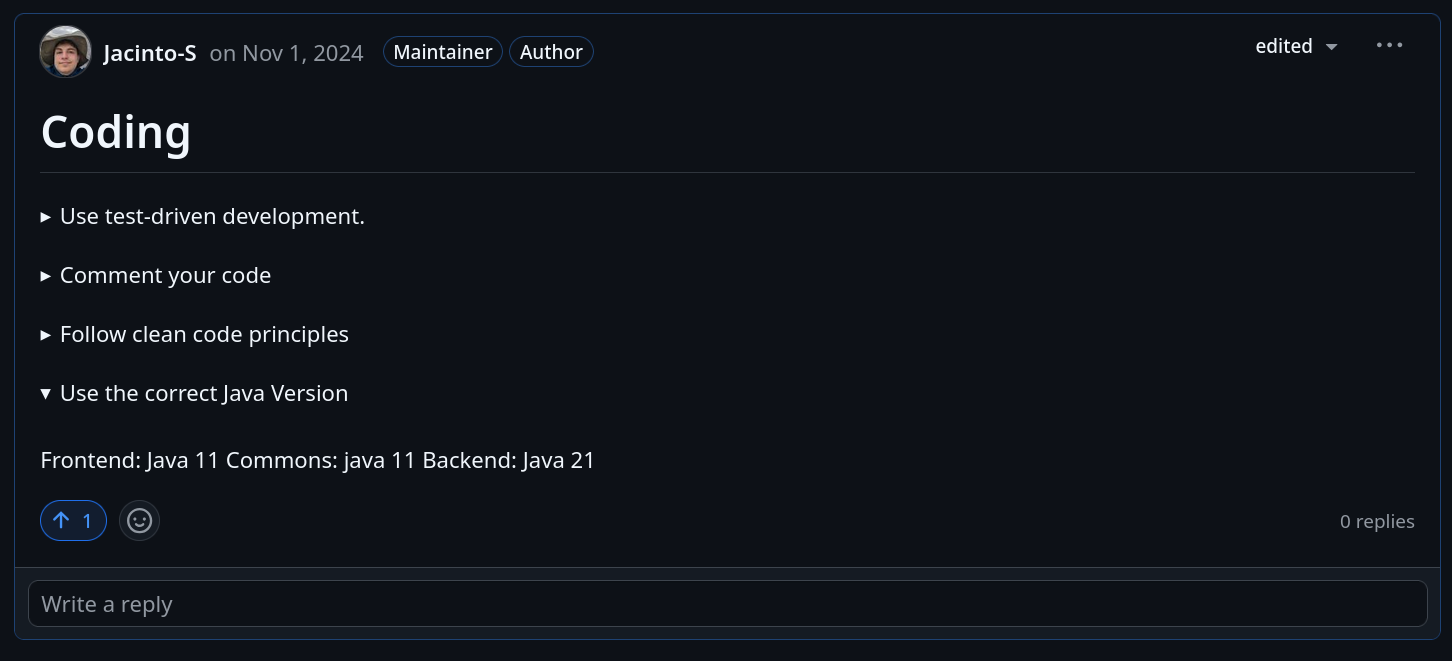 Jacinto-S on Nov 1, 2024 Maintainer Author edited
Coding
Use test-driven development.
Comment your code
Follow clean code principles
Use the correct Java Version
Frontend: Java 11 Commons: java 11 Backend: Java 21
1 0 replies
Write a reply